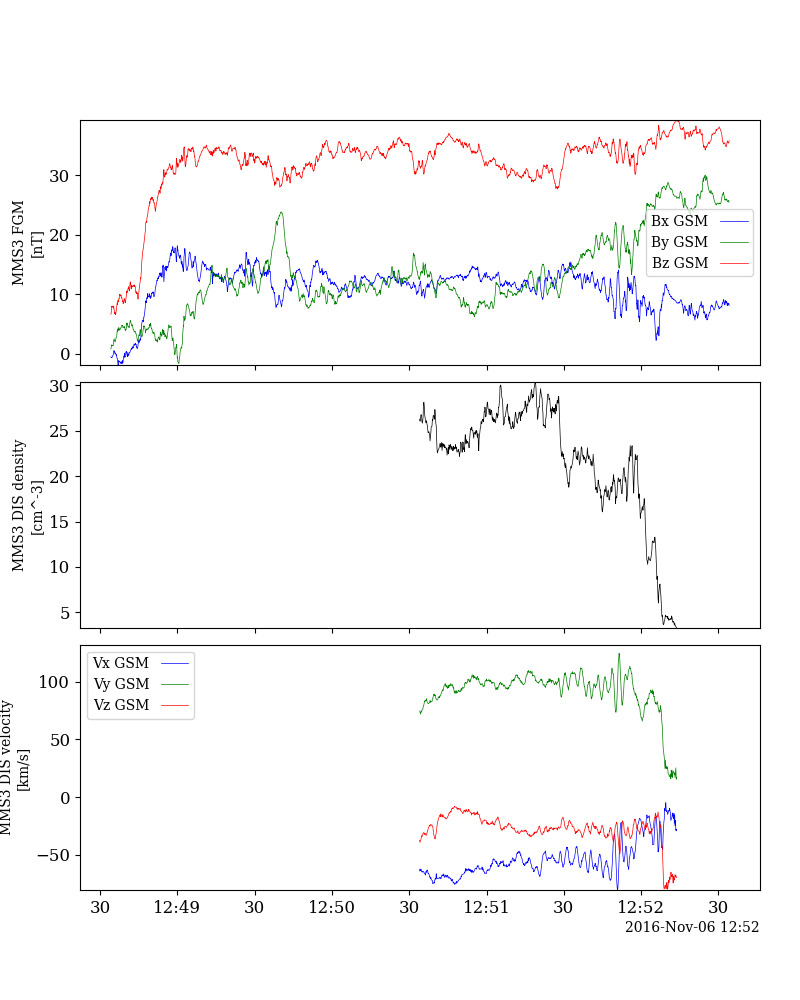 30
20
10
0
MMS3 FGM
[nT]
Bx GSM
By GSM
Bz GSM
30
25
20
15
10
5
MMS3 DIS density
[cm^-3]
100
50
0
−50
MMS3 DIS velocity
[km/s]
Vx GSM
Vy GSM
Vz GSM
30 12:49 30 12:50 30 12:51 30 12:52 30
2016-Nov-06 12:52